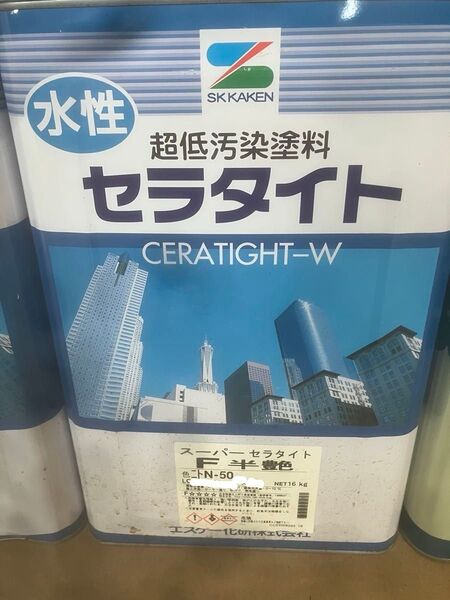 SK KAKEN
水性
超低汚染塗料
セラタイト
CERATIGHT-W
スーパーセラタイト
F半艶
色 N-50
NET16 kg
F☆☆☆☆
エスケー化研株式会社